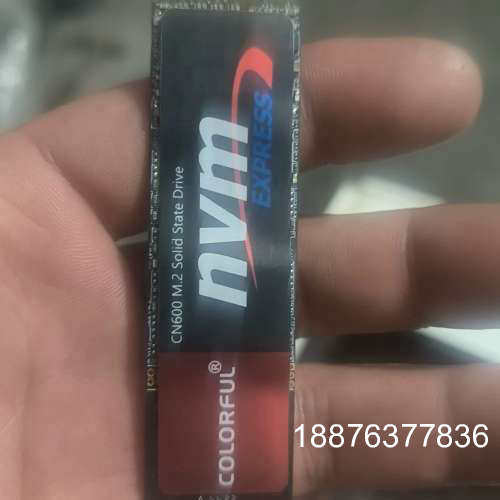 nvm
EXPRESS
CN600 M.2 Solid State Drive
COLORFUL®
18876377836